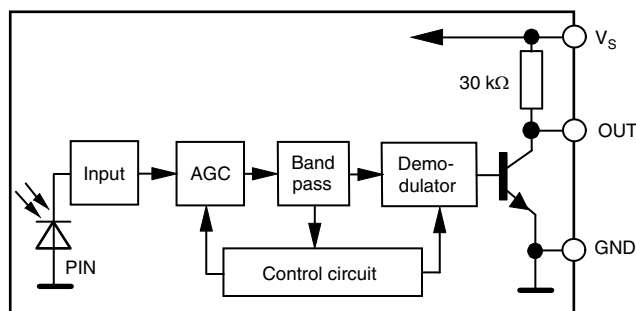 V_S
30 kΩ
OUT
Input
AGC
Band
pass
Demo-
dulator
PIN
Control circuit
GND